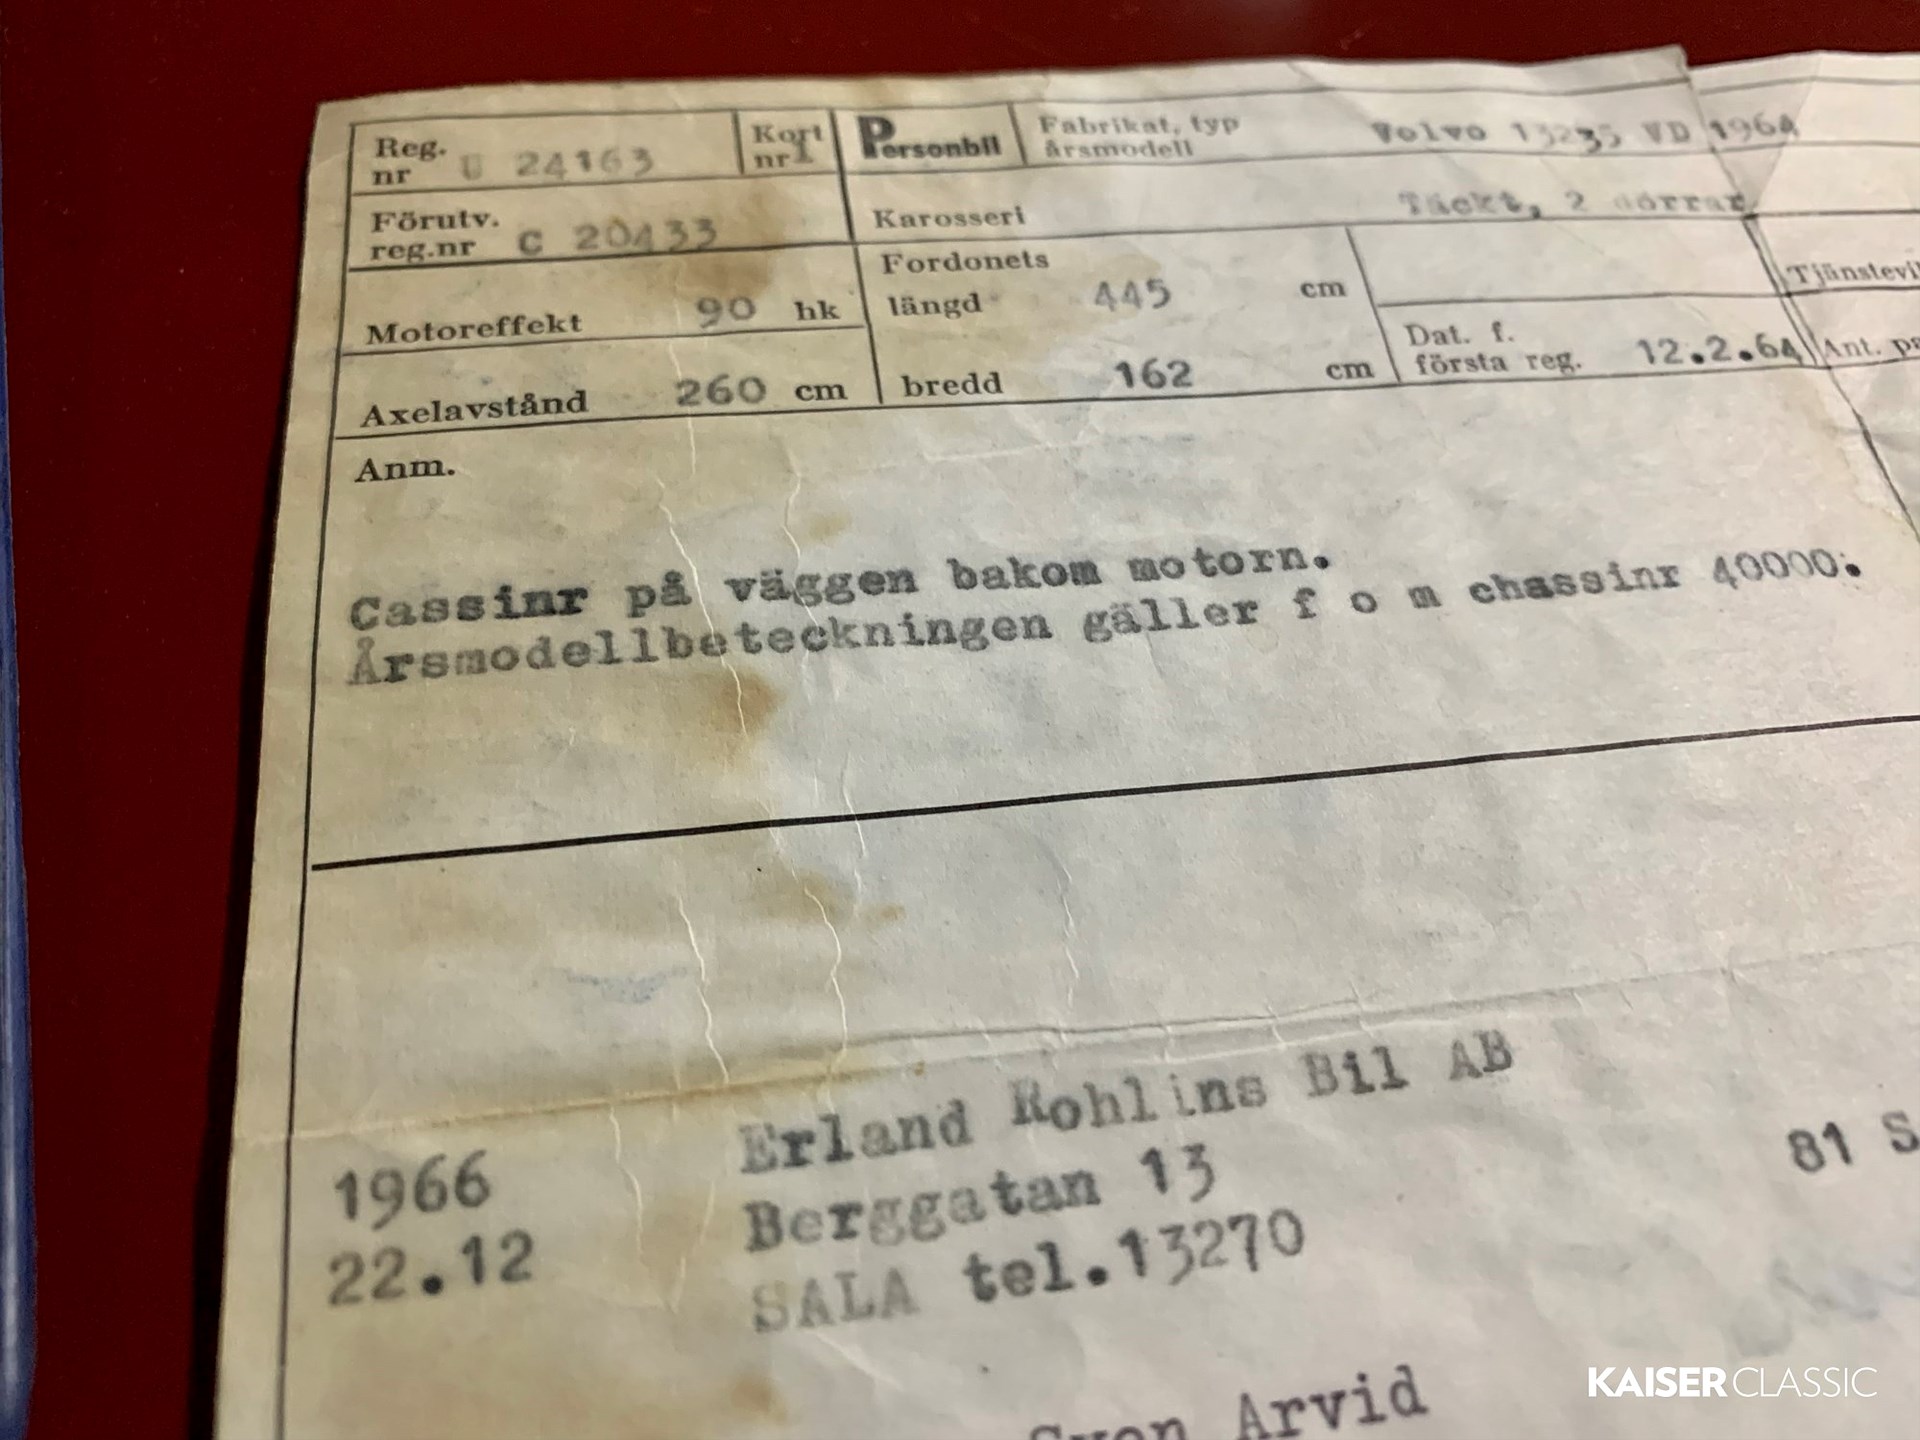 Reg. nr U 24163
Kort nr 1
Personbil
Fabrikat, typ årsmodell Volvo 13235 VD 1964
Förutv. reg.nr C 20433
Karosseri Täckt, 2 dörrar
Motoreffekt 90 hk
Fordonets längd 445 cm
Axelavstånd 260 cm
bredd 162 cm
Dat. f. första reg. 12.2.64
Ant.
Anm.
Cassinr på väggen bakom motorn.
Årsmodellbeteckningen gäller f o m chassinr 40000.
1966
22.12
Erland Rohlins Bil AB
Berggatan 13
SALA tel.13270
81 S
Sven Arvid
KAISER CLASSIC